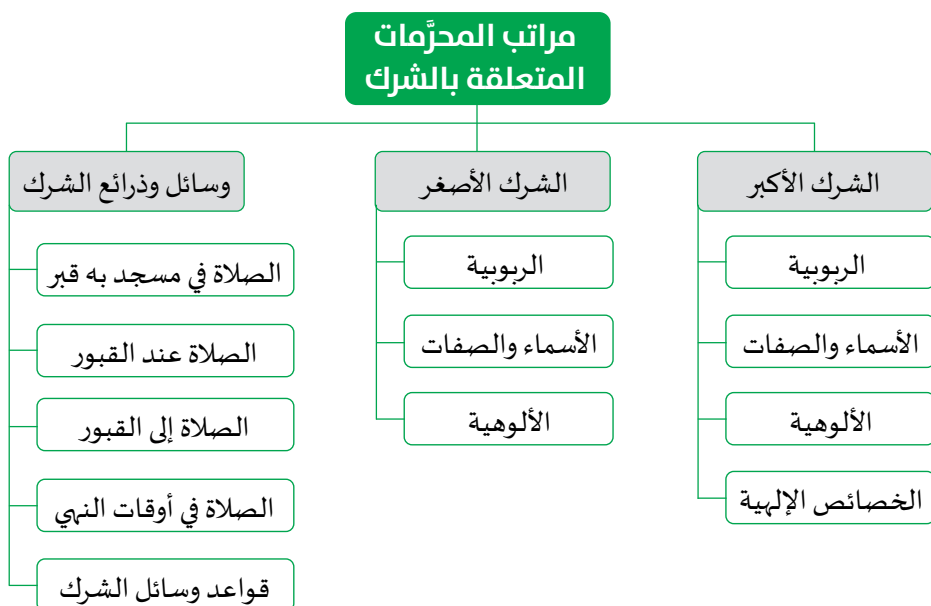 مراتب المحرَّمات
المتعلقة بالشرك
الشرك الأكبر
الربوبية
الأسماء والصفات
الألوهية
الخصائص الإلهية
الشرك الأصغر
الربوبية
الأسماء والصفات
الألوهية
وسائل وذرائع الشرك
الصلاة في مسجد به قبر
الصلاة عند القبور
الصلاة إلى القبور
الصلاة في أوقات النهي
قواعد وسائل الشرك